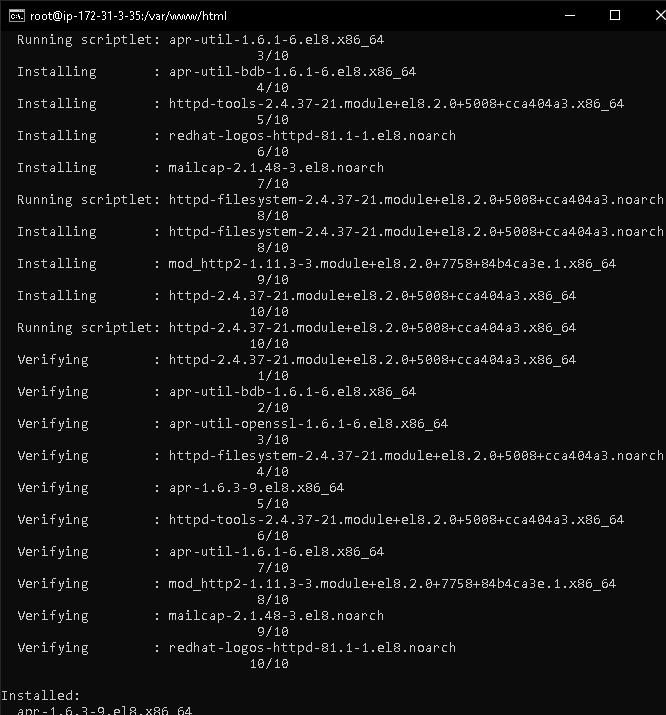 root@ip-172-31-3-35:/var/www/html
Running scriptlet: apr-util-1.6.1-6.el8.x86_64
3/10
Installing : apr-util-bdb-1.6.1-6.el8.x86_64
4/10
Installing : httpd-tools-2.4.37-21.module+el8.2.0+5008+cca404a3.x86_64
5/10
Installing : redhat-logos-httpd-81.1-1.el8.noarch
6/10
Installing : mailcap-2.1.48-3.el8.noarch
7/10
Running scriptlet: httpd-filesystem-2.4.37-21.module+el8.2.0+5008+cca404a3.noarch
8/10
Installing : httpd-filesystem-2.4.37-21.module+el8.2.0+5008+cca404a3.noarch
8/10
Installing : mod_http2-1.11.3-3.module+el8.2.0+7758+84b4ca3e.1.x86_64
9/10
Installing : httpd-2.4.37-21.module+el8.2.0+5008+cca404a3.x86_64
10/10
Running scriptlet: httpd-2.4.37-21.module+el8.2.0+5008+cca404a3.x86_64
10/10
Verifying : httpd-2.4.37-21.module+el8.2.0+5008+cca404a3.x86_64
1/10
Verifying : apr-util-bdb-1.6.1-6.el8.x86_64
2/10
Verifying : apr-util-openssl-1.6.1-6.el8.x86_64
3/10
Verifying : httpd-filesystem-2.4.37-21.module+el8.2.0+5008+cca404a3.noarch
4/10
Verifying : apr-1.6.3-9.el8.x86_64
5/10
Verifying : httpd-tools-2.4.37-21.module+el8.2.0+5008+cca404a3.x86_64
6/10
Verifying : apr-util-1.6.1-6.el8.x86_64
7/10
Verifying : mod_http2-1.11.3-3.module+el8.2.0+7758+84b4ca3e.1.x86_64
8/10
Verifying : mailcap-2.1.48-3.el8.noarch
9/10
Verifying : redhat-logos-httpd-81.1-1.el8.noarch
10/10
Installed:
apr-1.6.3-9.el8.x86_64